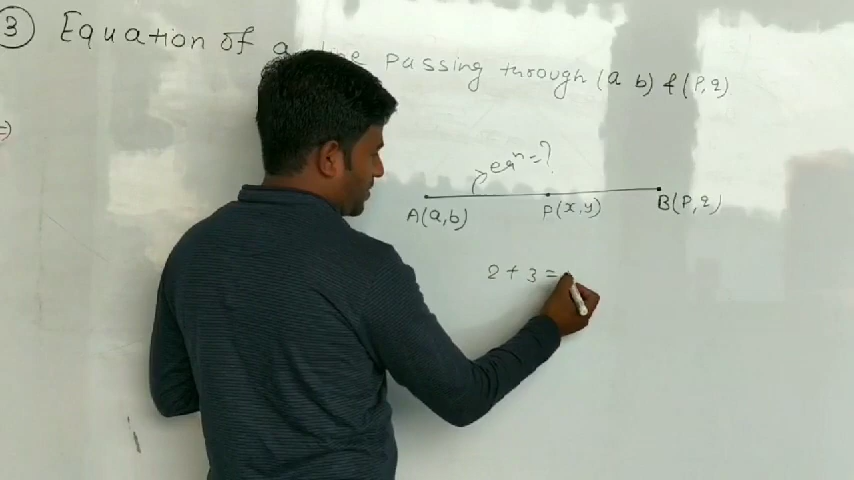 ③ Equation of a line passing through (a b) & (P, q)
=)
eqⁿ = ?
A(a,b) P(x,y) B(P, q)
2 + 3 =